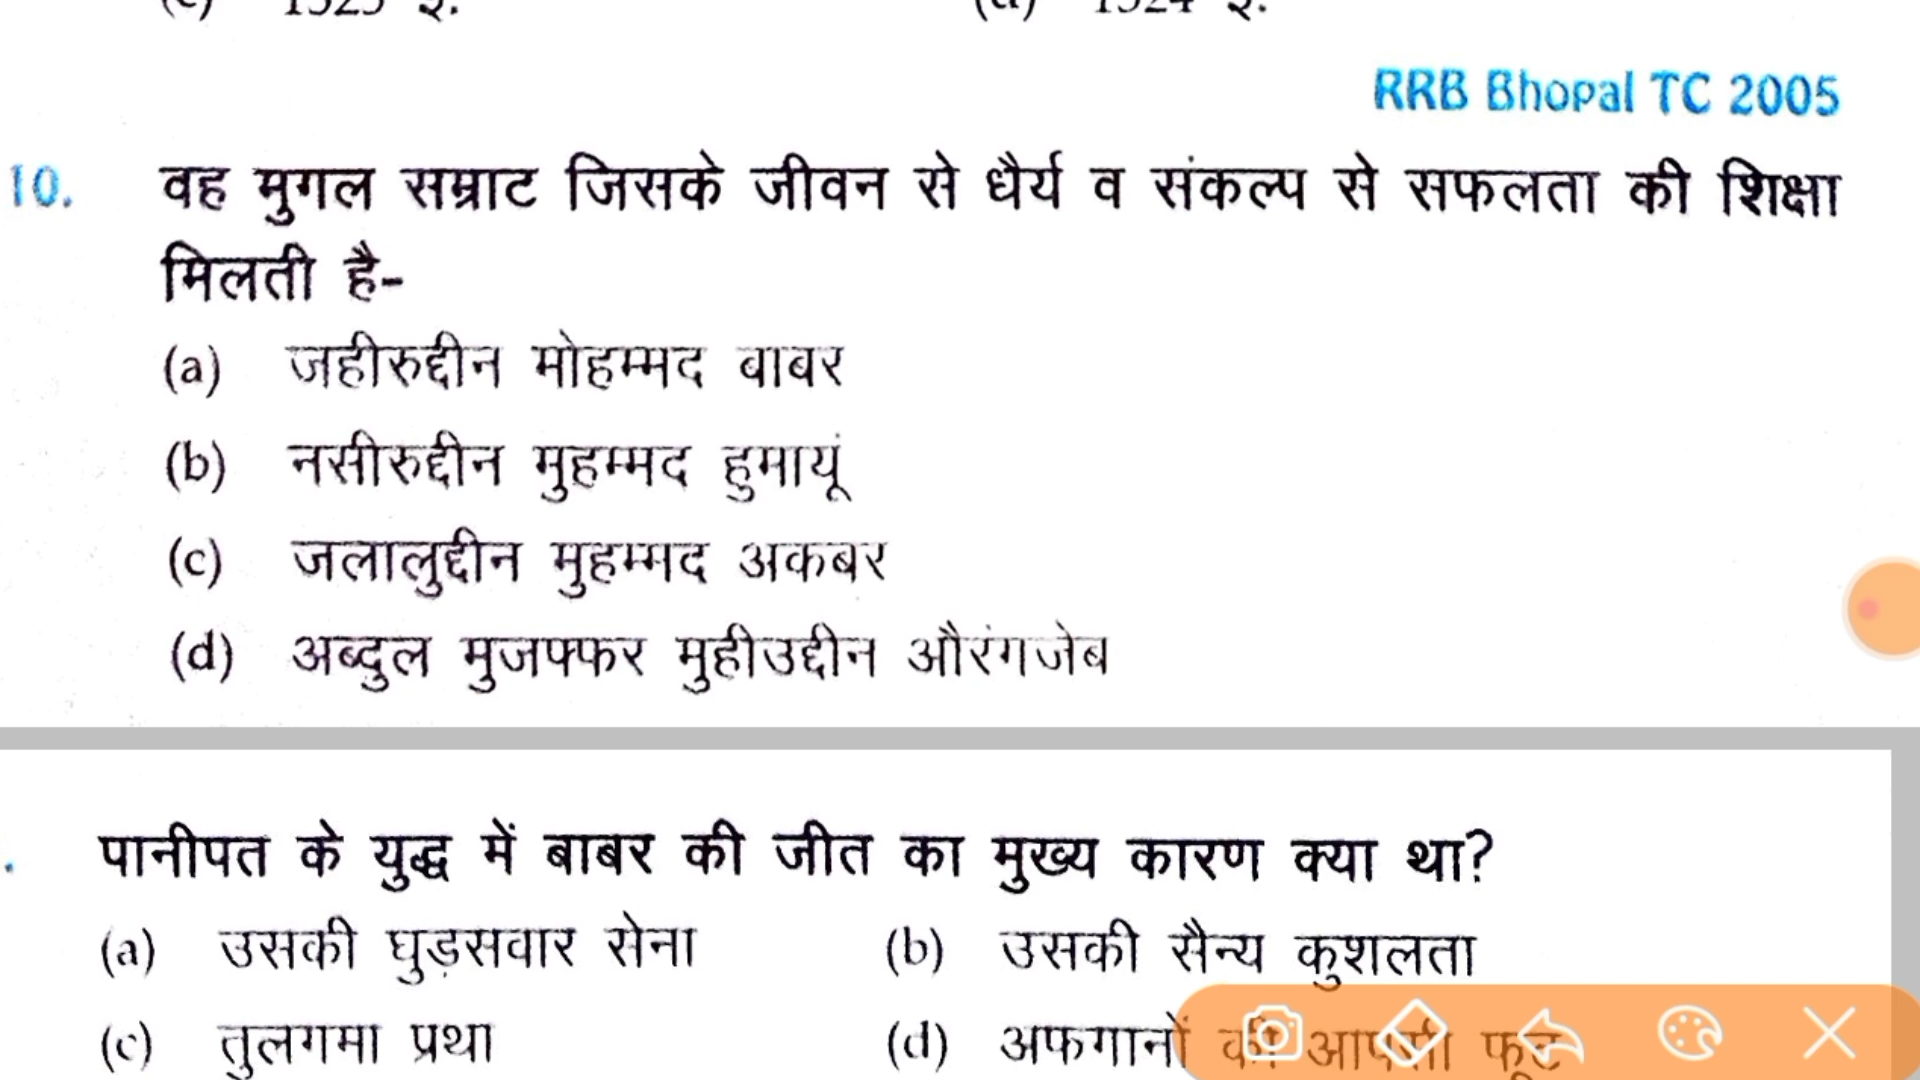 RRB Bhopal TC 2005
10. वह मुगल सम्राट जिसके जीवन से धैर्य व संकल्प से सफलता की शिक्षा
मिलती है-
(a) जहीरुद्दीन मोहम्मद बाबर
(b) नसीरुद्दीन मुहम्मद हुमायूं
(c) जलालुद्दीन मुहम्मद अकबर
(d) अब्दुल मुजफ्फर मुहीउद्दीन औरंगजेब
पानीपत के युद्ध में बाबर की जीत का मुख्य कारण क्या था?
(a) उसकी घुड़सवार सेना (b) उसकी सैन्य कुशलता
(c) तुलगमा प्रथा (d) अफगानों की आपसी फूट